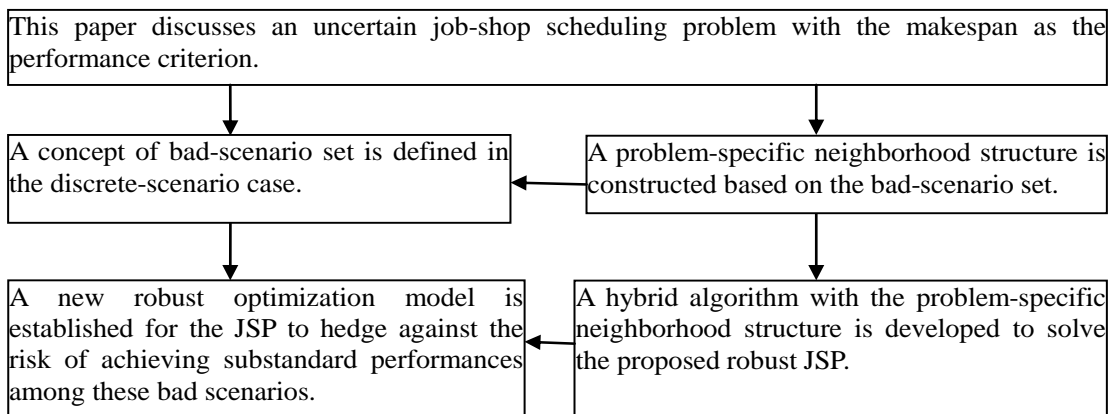 This paper discusses an uncertain job-shop scheduling problem with the makespan as the
performance criterion.
A concept of bad-scenario set is defined in
the discrete-scenario case.
A problem-specific neighborhood structure is
constructed based on the bad-scenario set.
A new robust optimization model is
established for the JSP to hedge against the
risk of achieving substandard performances
among these bad scenarios.
A hybrid algorithm with the problem-specific
neighborhood structure is developed to solve
the proposed robust JSP.